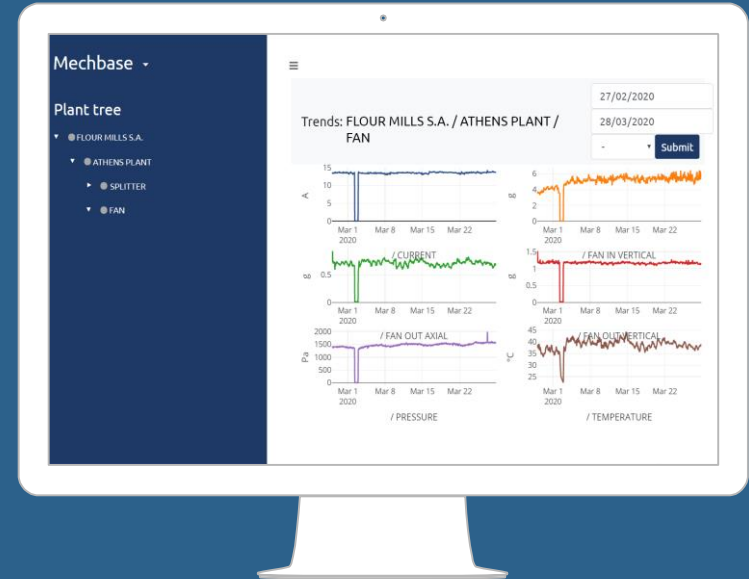 Mechbase
Plant tree
FLOUR MILLS S.A.
ATHENS PLANT
SPLITTER
FAN
Trends: FLOUR MILLS S.A. / ATHENS PLANT /
FAN
27/02/2020
28/03/2020
-
Submit
15
10
5
0
A
Mar 1
2020
Mar 8
Mar 15
Mar 22
/ CURRENT
6
4
2
0
g
Mar 1
2020
Mar 8
Mar 15
Mar 22
/ FAN IN VERTICAL
0.5
0
g
Mar 1
2020
Mar 8
Mar 15
Mar 22
/ FAN OUT AXIAL
1.5
1
0.5
0
g
Mar 1
2020
Mar 8
Mar 15
Mar 22
/ FAN OUT VERTICAL
2000
1500
1000
500
0
Pa
Mar 1
2020
Mar 8
Mar 15
Mar 22
/ PRESSURE
45
40
35
30
25
°C
Mar 1
2020
Mar 8
Mar 15
Mar 22
/ TEMPERATURE